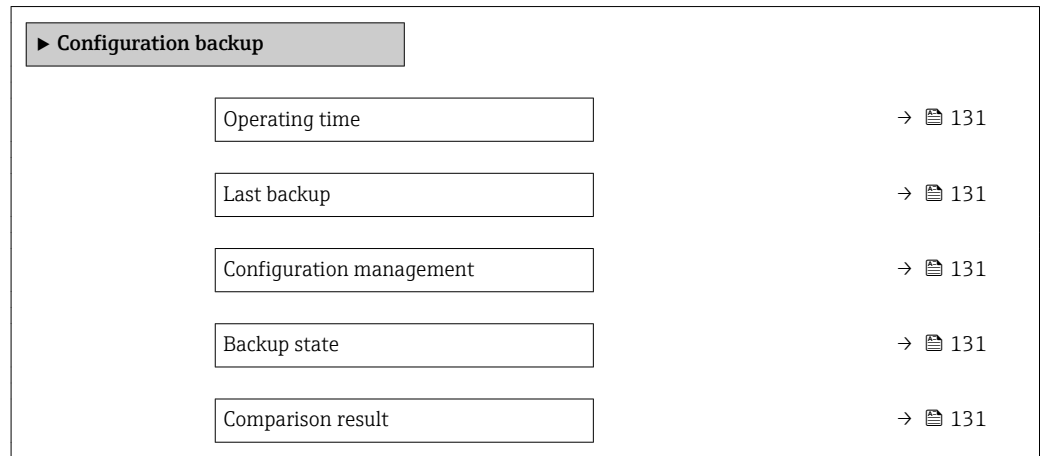 ▶ Configuration backup
Operating time → 🖺 131
Last backup → 🖺 131
Configuration management → 🖺 131
Backup state → 🖺 131
Comparison result → 🖺 131